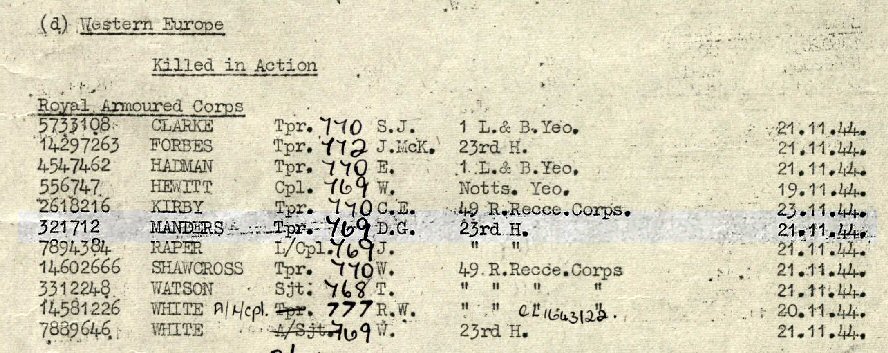 (d) Western Europe
Killed in Action
Royal Armoured Corps
5733108 CLARKE Tpr. 770 S.J. 1 L.& B.Yeo. 21.11.44.
14297263 FORBES Tpr. 772 J.McK. 23rd H. 21.11.44.
4547462 HADMAN Tpr. 770 E. 1 L.& B.Yeo. 21.11.44.
556747 HEWITT Cpl. 769 W. Notts. Yeo. 19.11.44.
2618216 KIRBY Tpr. 770 C.E. 49 R.Recce.Corps. 23.11.44.
321712 MANDERS Tpr. 769 D.G. 23rd H. 21.11.44.
7894384 RAPER L/Cpl. 769 J. " " 21.11.44.
14602666 SHAWCROSS Tpr. 770 W. 49 R.Recce.Corps 21.11.44.
3312248 WATSON Sjt. 768 T. " " " " 21.11.44.
14581226 WHITE Tpr. 777 R.W. " " " CL 1643/22 20.11.44.
7889646 WHITE A/Sjt. 769 W. 23rd H. 21.11.44.